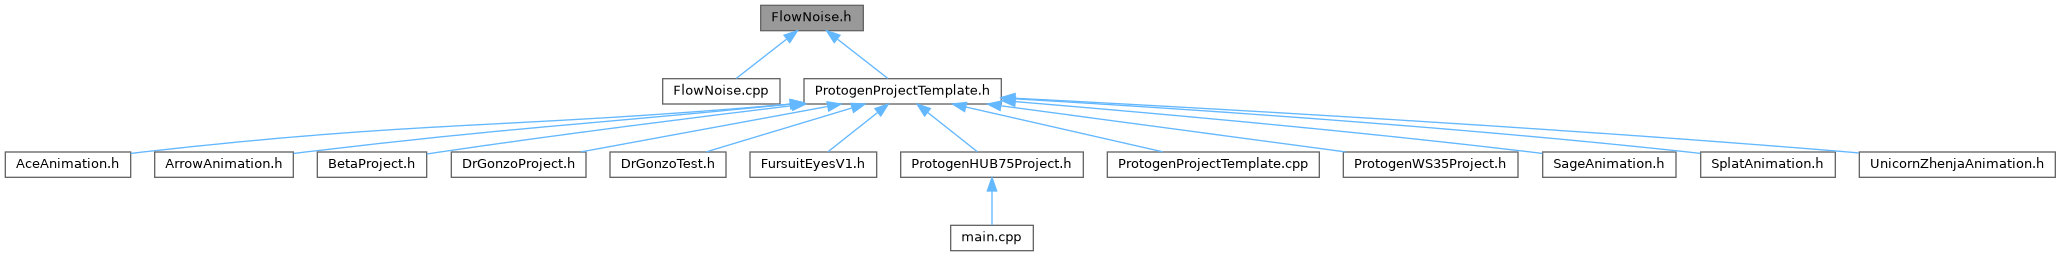 FlowNoise.h
FlowNoise.cpp
ProtogenProjectTemplate.h
AceAnimation.h
ArrowAnimation.h
BetaProject.h
DrGonzoProject.h
DrGonzoTest.h
FursuitEyesV1.h
ProtogenHUB75Project.h
ProtogenProjectTemplate.cpp
ProtogenWS35Project.h
SageAnimation.h
SplatAnimation.h
UnicornZhenjaAnimation.h
main.cpp